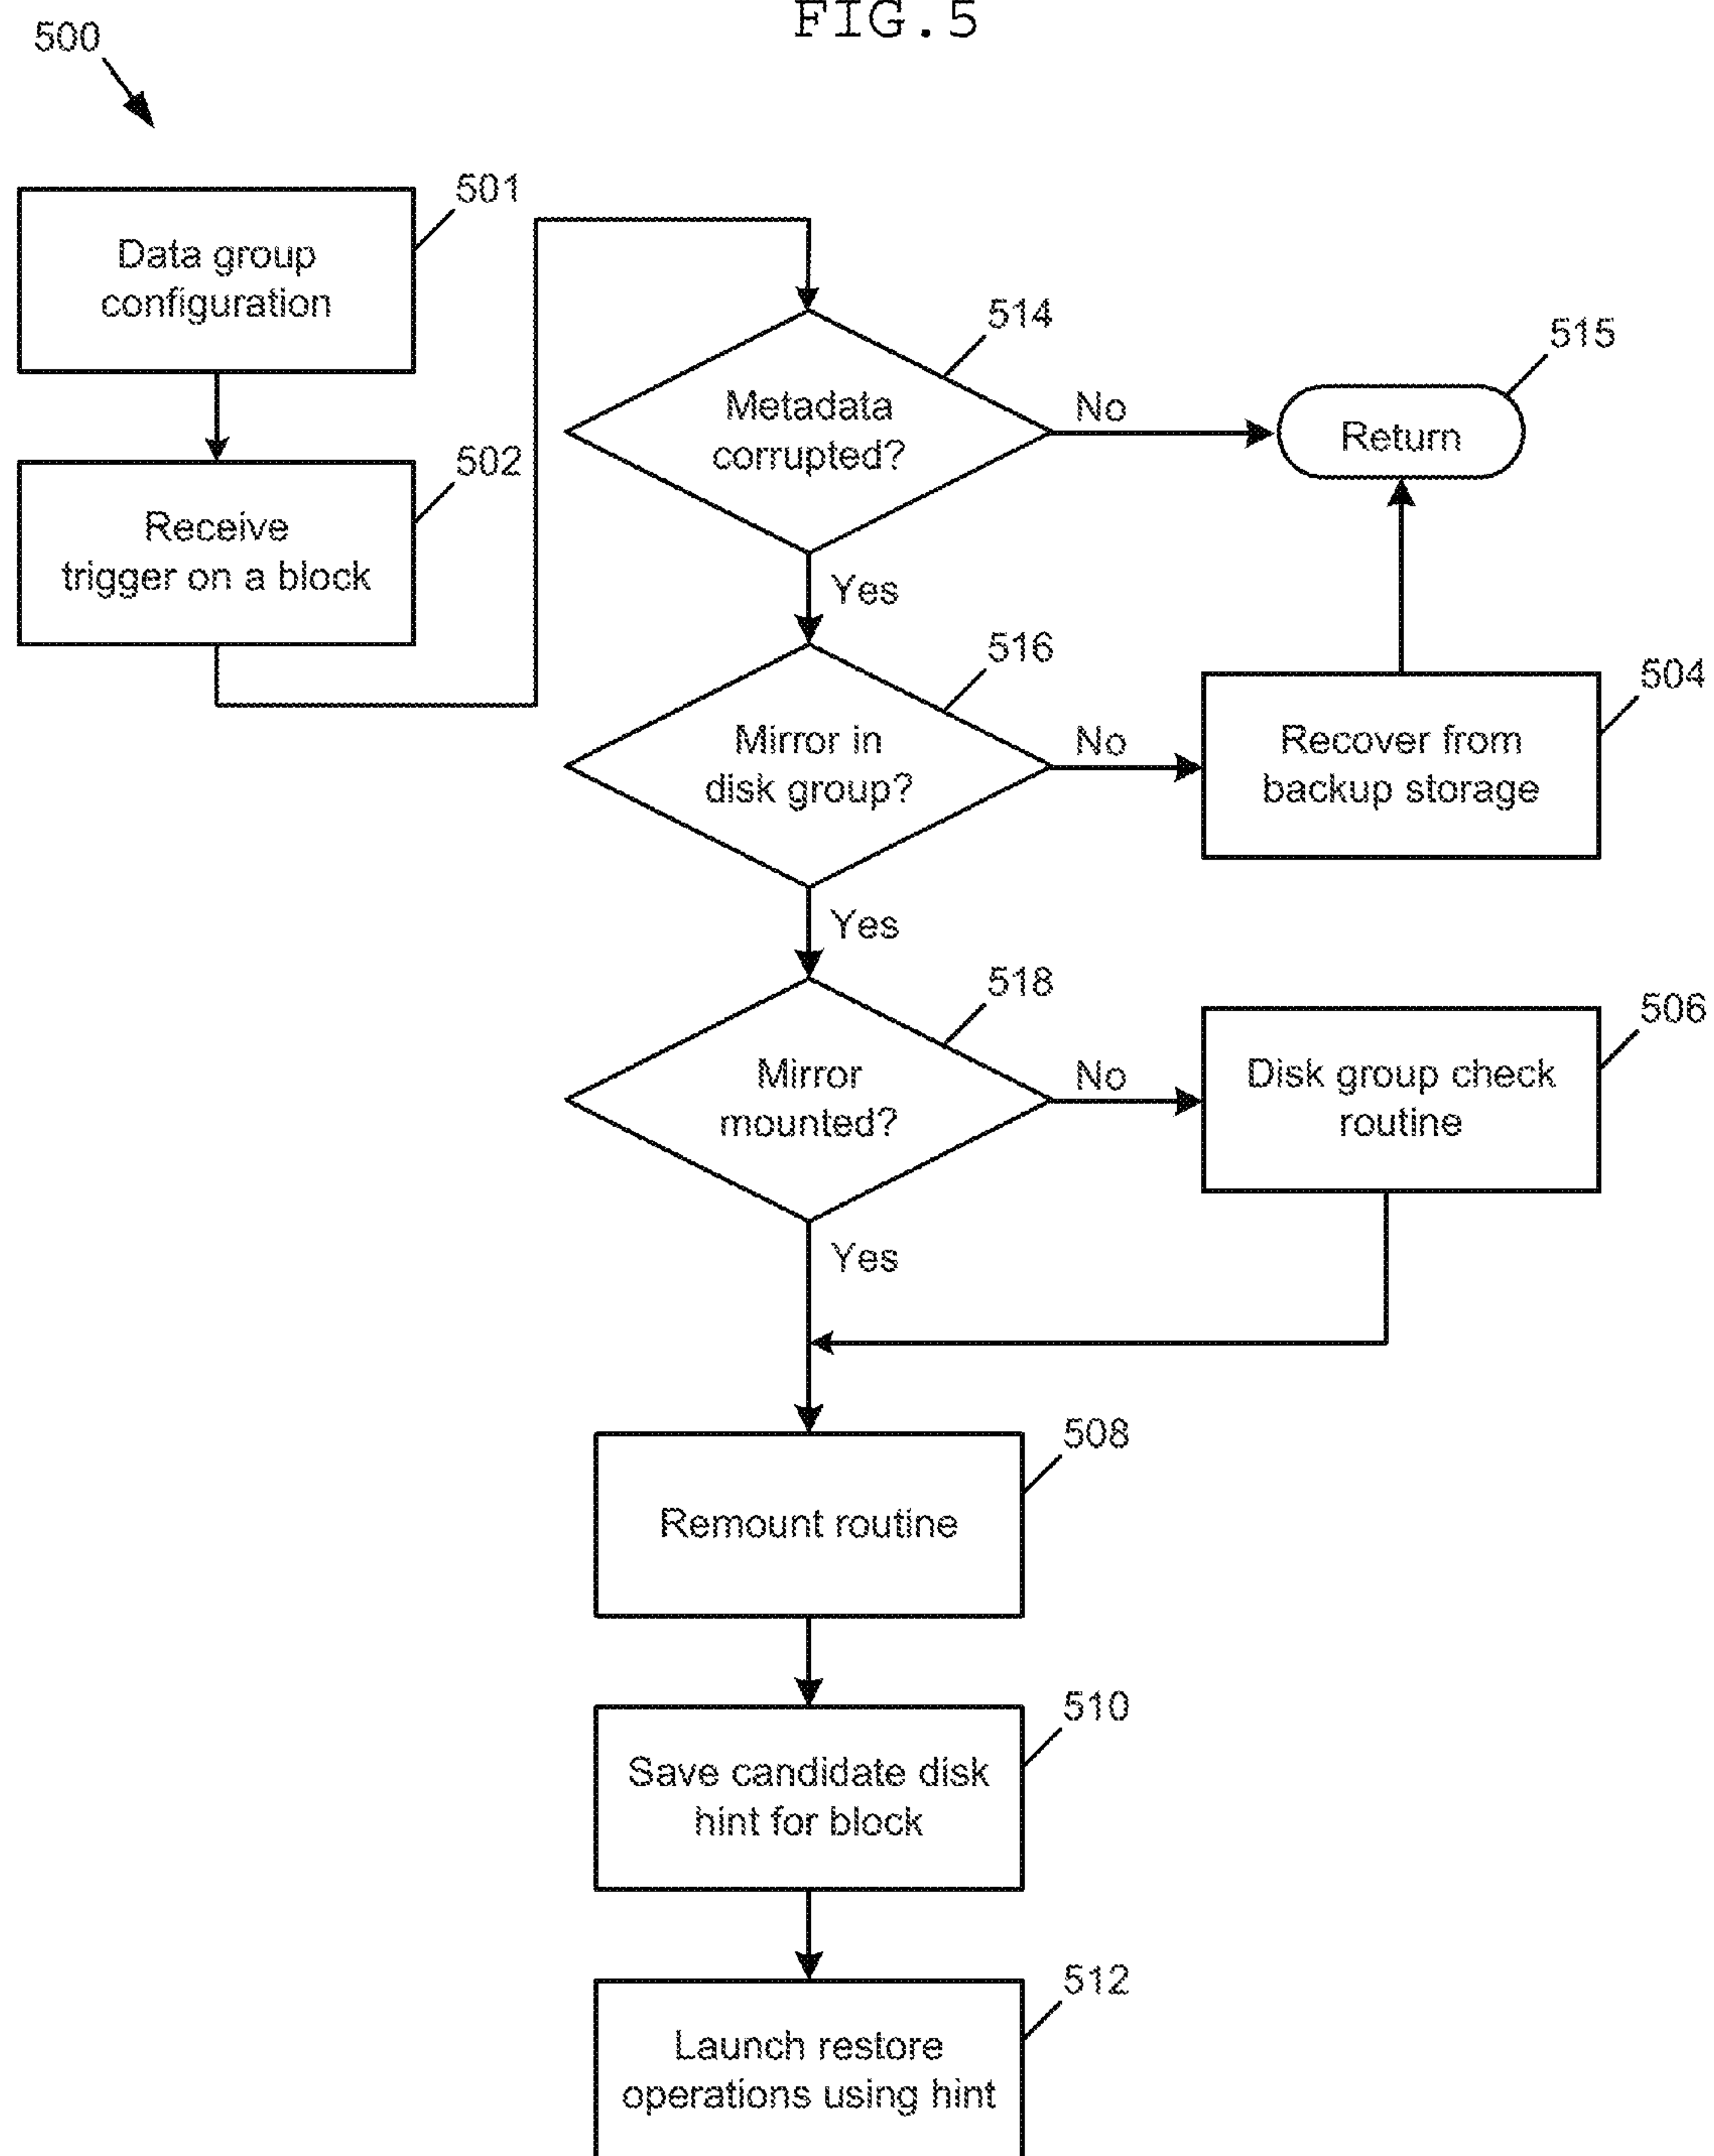 FIG.5
500
501
Data group
configuration
502
Receive
trigger on a block
514
Metadata
corrupted?
No
515
Return
Yes
516
Mirror in
disk group?
No
504
Recover from
backup storage
Yes
518
Mirror
mounted?
No
506
Disk group check
routine
Yes
508
Remount routine
510
Save candidate disk
hint for block
512
Launch restore
operations using hint